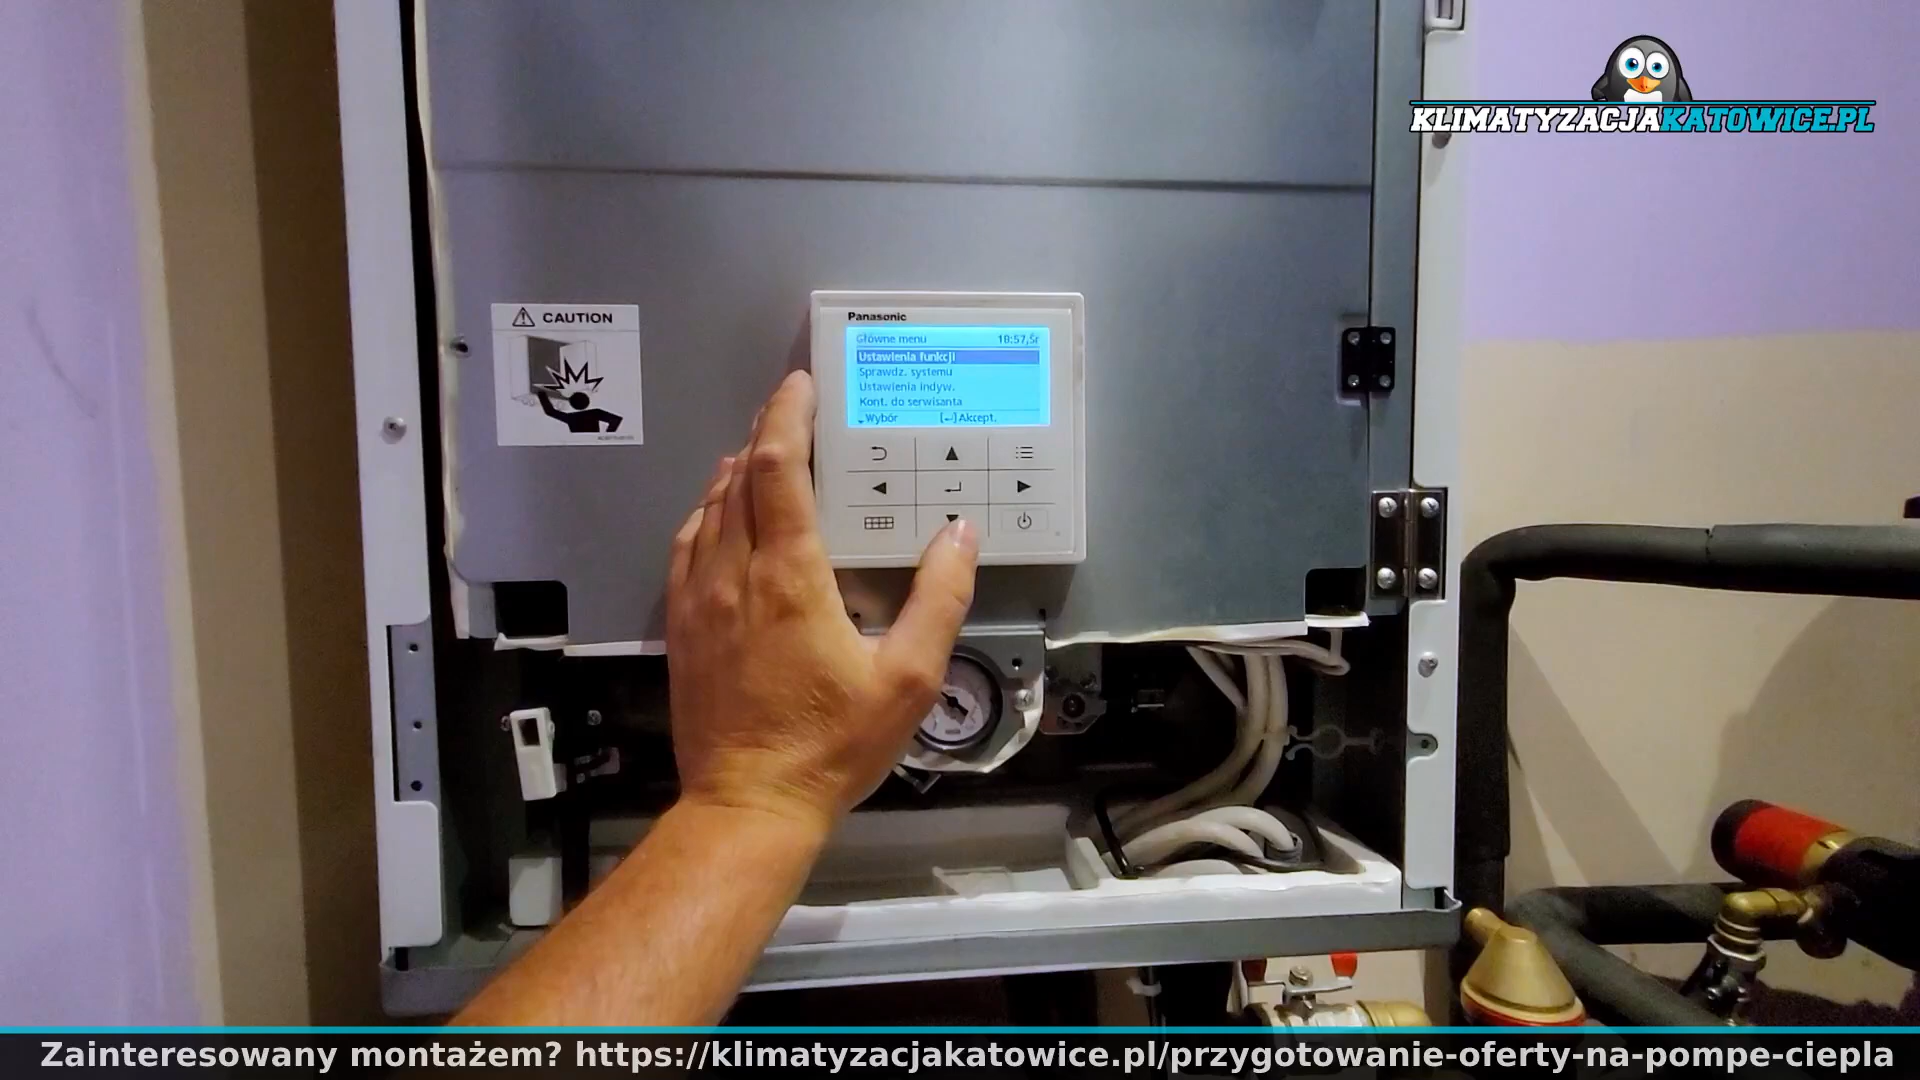 KLIMATYZACJAKATOWICE.PL
CAUTION
Panasonic
Główne menu 18:57,Śr
Ustawienia funkcji
Sprawdz. systemu
Ustawienia indyw.
Kont. do serwisanta
Wybór [↵]Akcept.
Zainteresowany montażem? https://klimatyzacjakatowice.pl/przygotowanie-oferty-na-pompe-ciepla